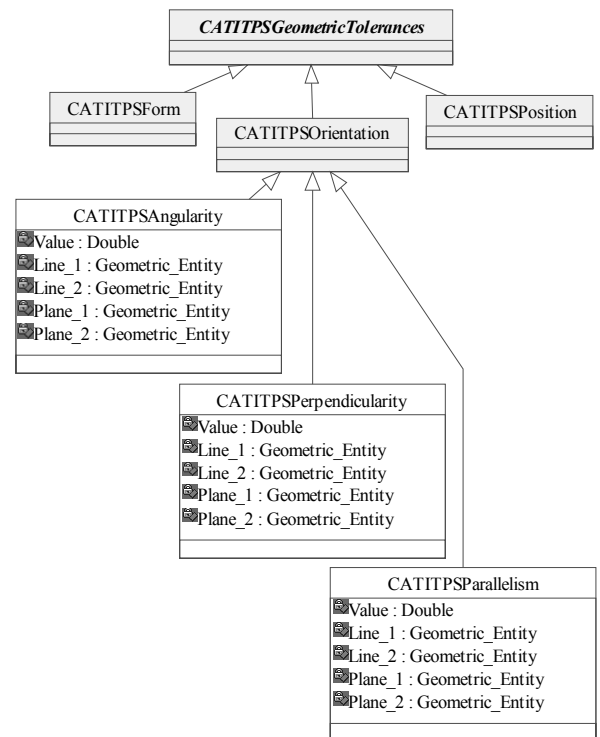 CATITPSGeometricTolerances
CATITPSForm
CATITPSOrientation
CATITPSPosition
CATITPSAngularity
Value : Double
Line_1 : Geometric_Entity
Line_2 : Geometric_Entity
Plane_1 : Geometric_Entity
Plane_2 : Geometric_Entity
CATITPSPerpendicularity
Value : Double
Line_1 : Geometric_Entity
Line_2 : Geometric_Entity
Plane_1 : Geometric_Entity
Plane_2 : Geometric_Entity
CATITPSParallelism
Value : Double
Line_1 : Geometric_Entity
Line_2 : Geometric_Entity
Plane_1 : Geometric_Entity
Plane_2 : Geometric_Entity